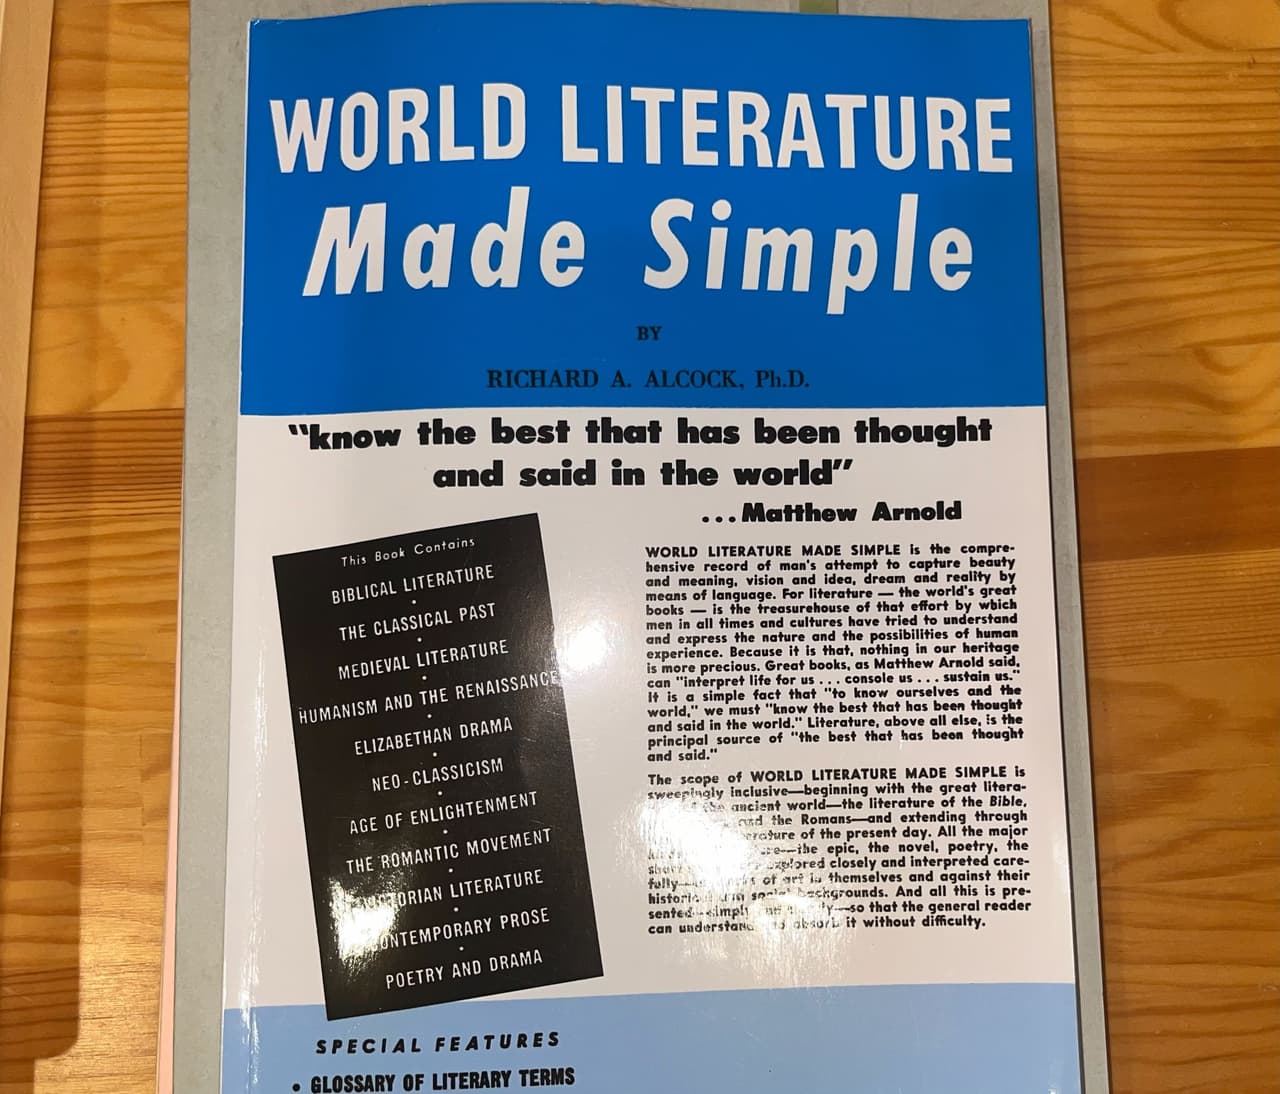 WORLD LITERATURE
Made Simple
BY
RICHARD A. ALCOCK, Ph.D.
"know the best that has been thought
and said in the world"
...Matthew Arnold
This Book Contains
BIBLICAL LITERATURE
•
THE CLASSICAL PAST
•
MEDIEVAL LITERATURE
•
HUMANISM AND THE RENAISSANCE
•
ELIZABETHAN DRAMA
•
NEO-CLASSICISM
•
AGE OF ENLIGHTENMENT
•
THE ROMANTIC MOVEMENT
•
LITERATURE
•
CONTEMPORARY PROSE
•
POETRY AND DRAMA
WORLD LITERATURE MADE SIMPLE is the compre-
hensive record of man's attempt to capture beauty
and meaning, vision and idea, dream and reality by
means of language. For literature — the world's great
books — is the treasurehouse of that effort by which
men in all times and cultures have tried to understand
and express the nature and the possibilities of human
experience. Because it is that, nothing in our heritage
is more precious. Great books, as Matthew Arnold said,
can "interpret life for us ... console us ... sustain us."
It is a simple fact that "to know ourselves and the
world," we must "know the best that has been thought
and said in the world." Literature, above all else, is the
principal source of "the best that has been thought
and said."
The scope of WORLD LITERATURE MADE SIMPLE is
sweepingly inclusive—beginning with the great litera-
the ancient world—the literature of the Bible,
and the Romans—and extending through
of the present day. All the major
—the epic, the novel, poetry, the
explored closely and interpreted care-
fully— of art in themselves and against their
backgrounds. And all this is pre-
sented— —so that the general reader
can understand absorb it without difficulty.
SPECIAL FEATURES
• GLOSSARY OF LITERARY TERMS